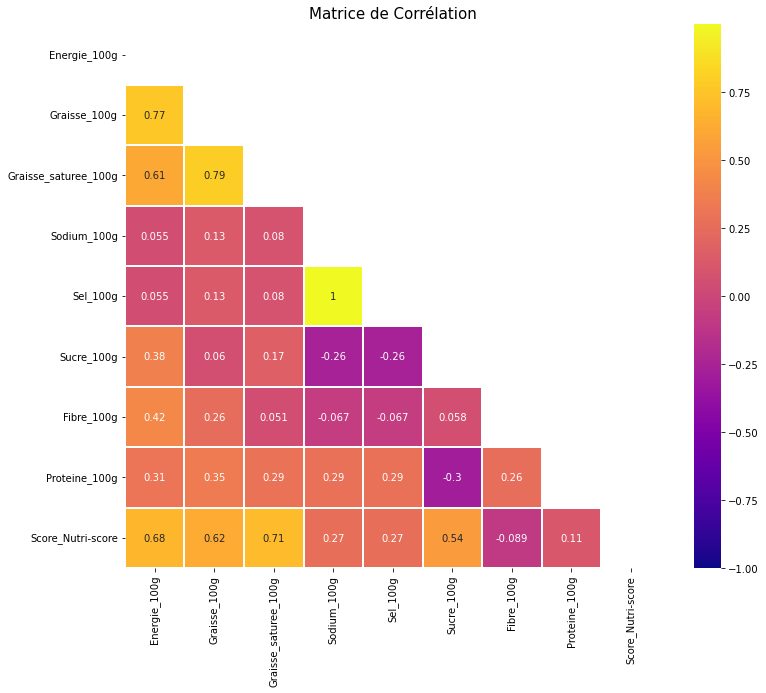 Matrice de Corrélation
Energie_100g
Graisse_100g 0.77
Graisse_saturee_100g 0.61 0.79
Sodium_100g 0.055 0.13 0.08
Sel_100g 0.055 0.13 0.08 1
Sucre_100g 0.38 0.06 0.17 -0.26 -0.26
Fibre_100g 0.42 0.26 0.051 -0.067 -0.067 0.058
Proteine_100g 0.31 0.35 0.29 0.29 0.29 -0.3 0.26
Score_Nutri-score 0.68 0.62 0.71 0.27 0.27 0.54 -0.089 0.11
Energie_100g
Graisse_100g
Graisse_saturee_100g
Sodium_100g
Sel_100g
Sucre_100g
Fibre_100g
Proteine_100g
Score_Nutri-score
0.75
0.50
0.25
0.00
−0.25
−0.50
−0.75
−1.00